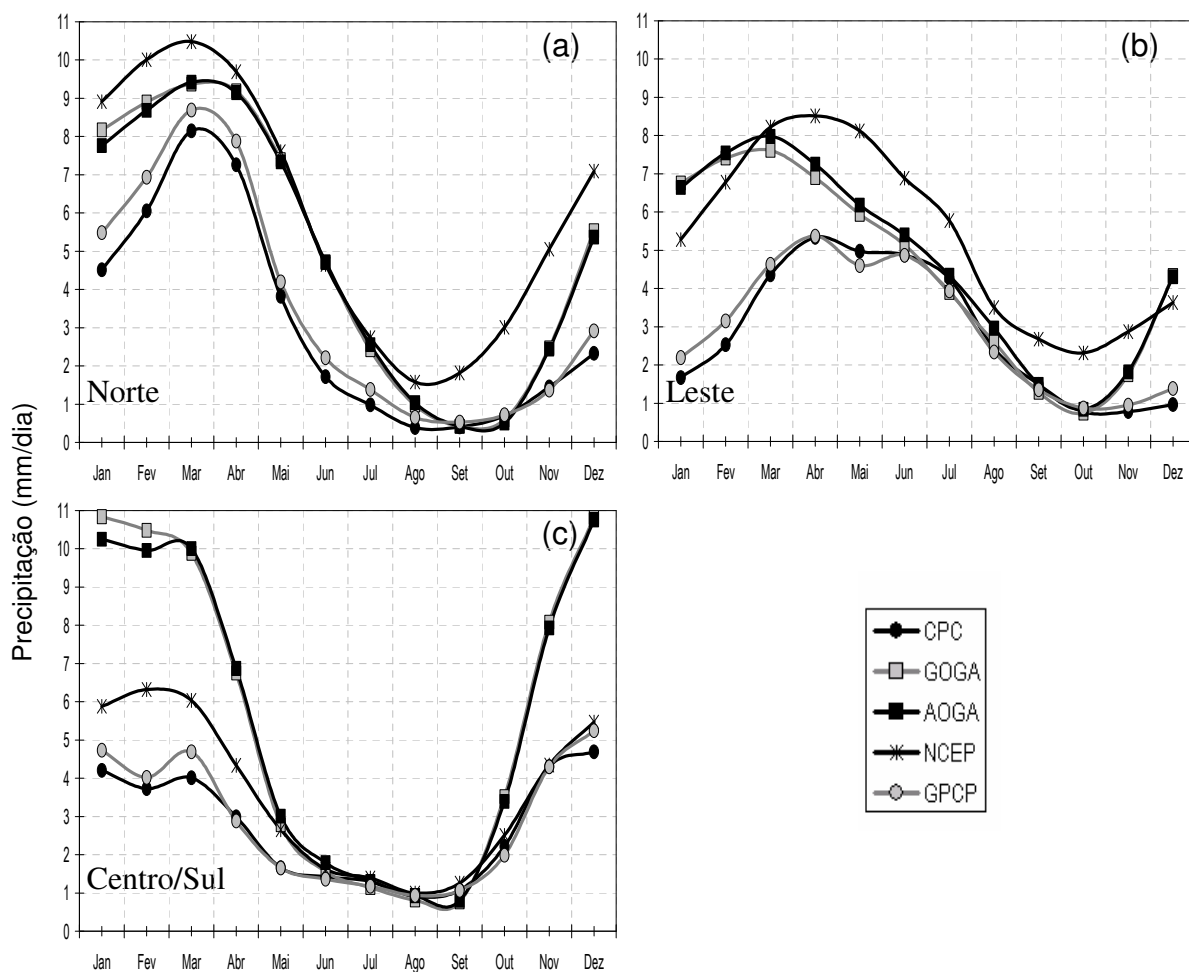 Precipitação (mm/dia)
(a)
11
10
9
8
7
6
5
4
3
2
1
0
Norte
Jan Fev Mar Abr Mai Jun Jul Ago Set Out Nov Dez
(b)
11
10
9
8
7
6
5
4
3
2
1
0
Leste
Jan Fev Mar Abr Mai Jun Jul Ago Set Out Nov Dez
(c)
11
10
9
8
7
6
5
4
3
2
1
0
Centro/Sul
Jan Fev Mar Abr Mai Jun Jul Ago Set Out Nov Dez
CPC
GOGA
AOGA
NCEP
GPCP